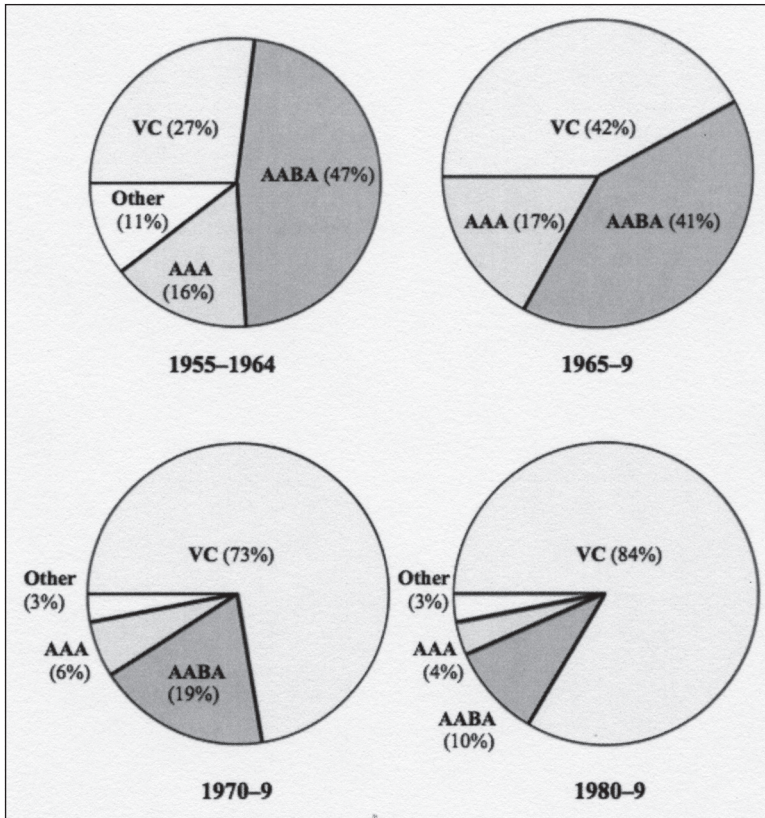 VC (27%)
AABA (47%)
Other
(11%)
AAA
(16%)
1955–1964
VC (42%)
AAA (17%)
AABA (41%)
1965–9
VC (73%)
Other
(3%)
AAA
(6%)
AABA
(19%)
1970–9
VC (84%)
Other
(3%)
AAA
(4%)
AABA
(10%)
1980–9